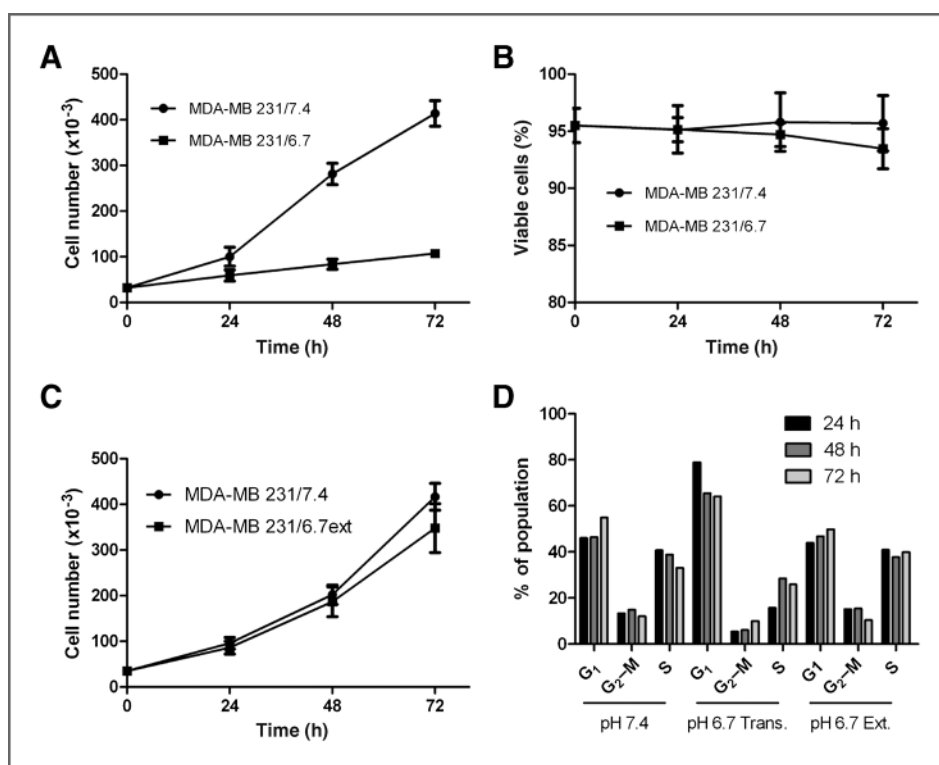 A
500
400
300
200
100
0
Cell number (x10-3)
MDA-MB 231/7.4
MDA-MB 231/6.7
0 24 48 72
Time (h)
B
100
95
90
85
80
Viable cells (%)
MDA-MB 231/7.4
MDA-MB 231/6.7
0 24 48 72
Time (h)
C
500
400
300
200
100
0
Cell number (x10-3)
MDA-MB 231/7.4
MDA-MB 231/6.7ext
0 24 48 72
Time (h)
D
100
80
60
40
20
0
% of population
24 h
48 h
72 h
G1 G2–M S G1 G2–M S G1 G2–M S
pH 7.4 pH 6.7 Trans. pH 6.7 Ext.